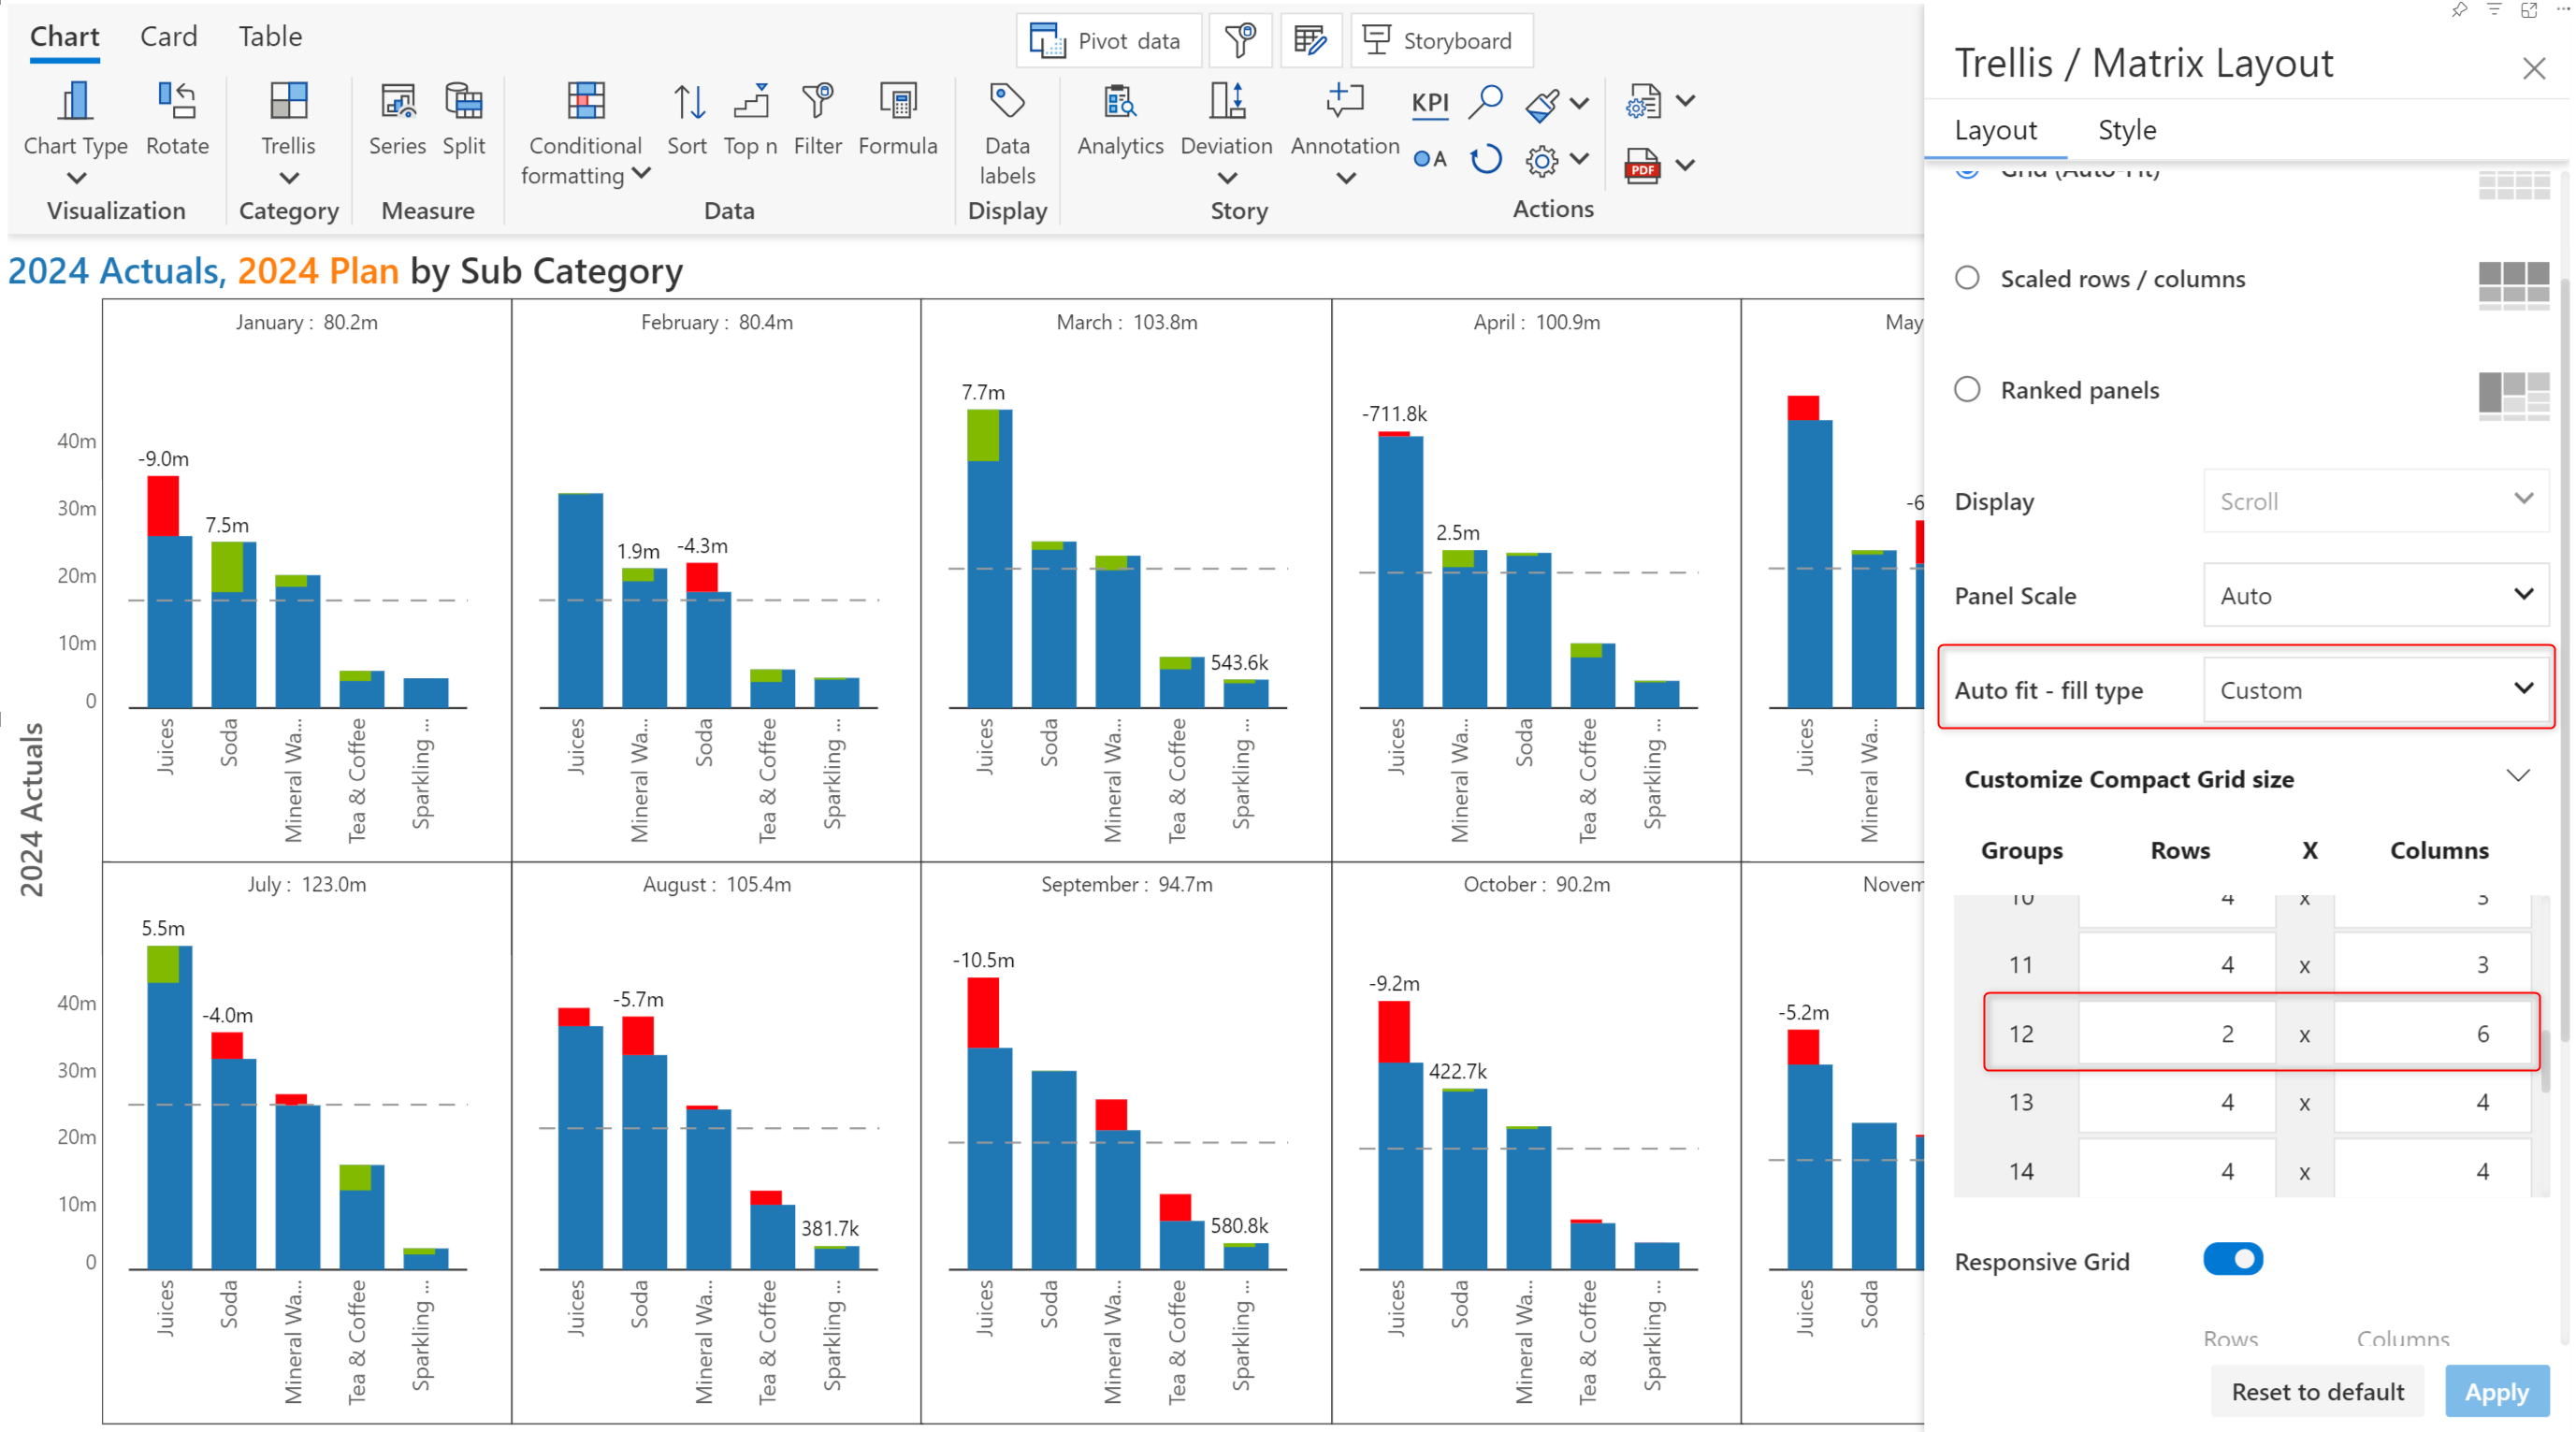 Chart Card Table
Pivot data Storyboard
Chart Type Rotate Trellis Series Split Conditional formatting Sort Top n Filter Formula Data labels Analytics Deviation Annotation KPI
A PDF
Visualization Category Measure Data Display Story Actions
2024 Actuals, 2024 Plan by Sub Category
2024 Actuals
January : 80.2m
40m
30m
20m
10m
0
-9.0m
7.5m
Juices
Soda
Mineral Wa...
Tea & Coffee
Sparkling ...
February : 80.4m
1.9m
-4.3m
Juices
Mineral Wa...
Soda
Tea & Coffee
Sparkling ...
March : 103.8m
7.7m
543.6k
Juices
Soda
Mineral Wa...
Tea & Coffee
Sparkling ...
April : 100.9m
-711.8k
2.5m
Juices
Mineral Wa...
Soda
Tea & Coffee
Sparkling ...
May
-6
Juices
Mineral Wa...
July : 123.0m
40m
30m
20m
10m
0
5.5m
-4.0m
Juices
Soda
Mineral Wa...
Tea & Coffee
Sparkling ...
August : 105.4m
-5.7m
381.7k
Juices
Soda
Mineral Wa...
Tea & Coffee
Sparkling ...
September : 94.7m
-10.5m
580.8k
Juices
Soda
Mineral Wa...
Tea & Coffee
Sparkling ...
October : 90.2m
-9.2m
422.7k
Juices
Soda
Mineral Wa...
Tea & Coffee
Sparkling ...
Novem
-5.2m
Juices
Soda
Trellis / Matrix Layout
Layout Style
Grid (Auto-Fit)
Scaled rows / columns
Ranked panels
Display Scroll
Panel Scale Auto
Auto fit - fill type Custom
Customize Compact Grid size
Groups Rows X Columns
10 4 x 3
11 4 x 3
12 2 x 6
13 4 x 4
14 4 x 4
Responsive Grid
Rows Columns
Reset to default Apply